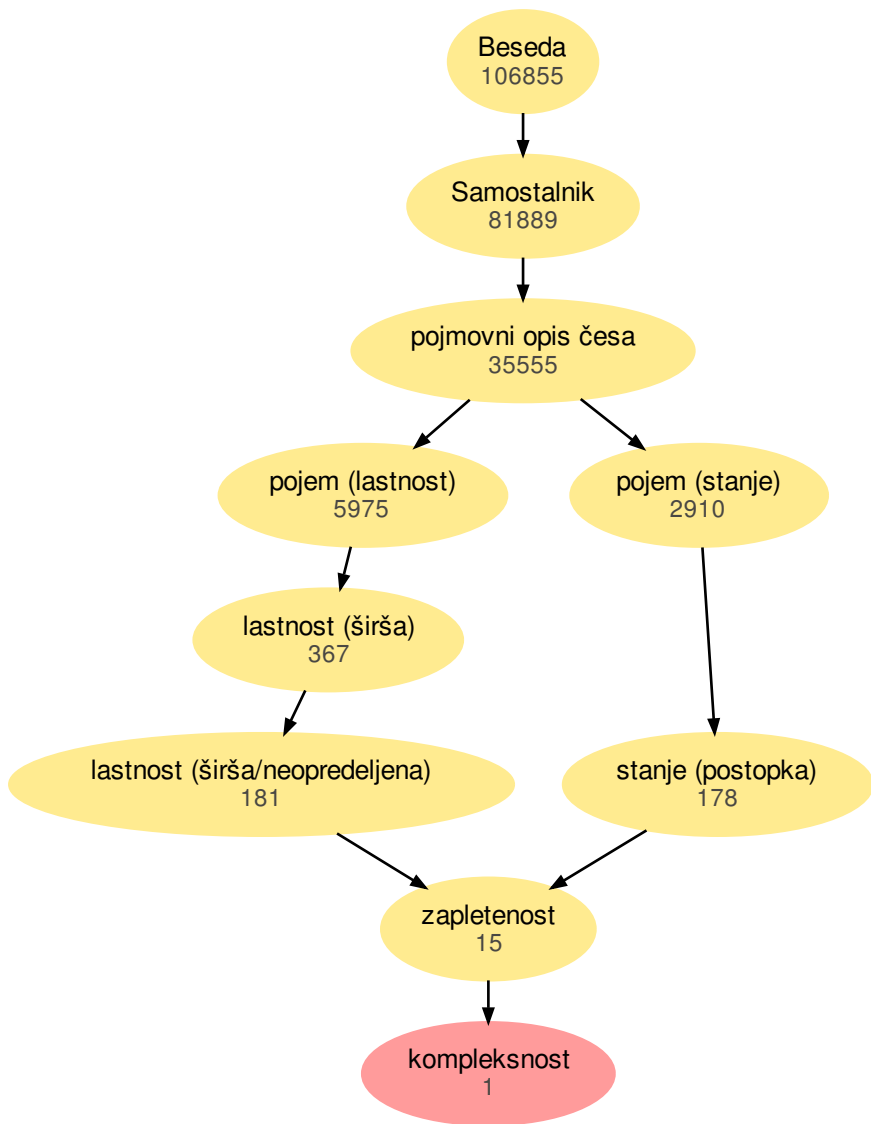 Beseda
106855
Samostalnik
81889
pojmovni opis česa
35555
pojem (lastnost)
5975
pojem (stanje)
2910
lastnost (širša)
367
lastnost (širša/neopredeljena)
181
stanje (postopka)
178
zapletenost
15
kompleksnost
1